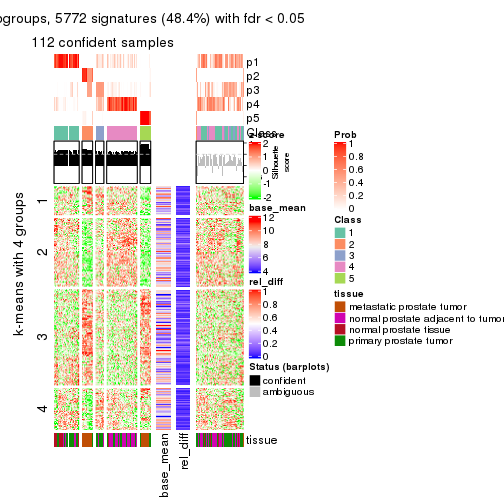 ogroups, 5772 signatures (48.4%) with fdr < 0.05
112 confident samples
p1
p2
p3
p4
p5
Class
z-score
2
1
0
-1
-2
Silhouette
score
base_mean
12
10
8
6
4
rel_diff
1
0.8
0.6
0.4
0.2
0
Status (barplots)
confident
ambiguous
Prob
1
0.8
0.6
0.4
0.2
0
Class
1
2
3
4
5
tissue
metastatic prostate tumor
normal prostate adjacent to tumor
normal prostate tissue
primary prostate tumor
k-means with 4 groups
1
2
3
4
tissue
base_mean
rel_diff